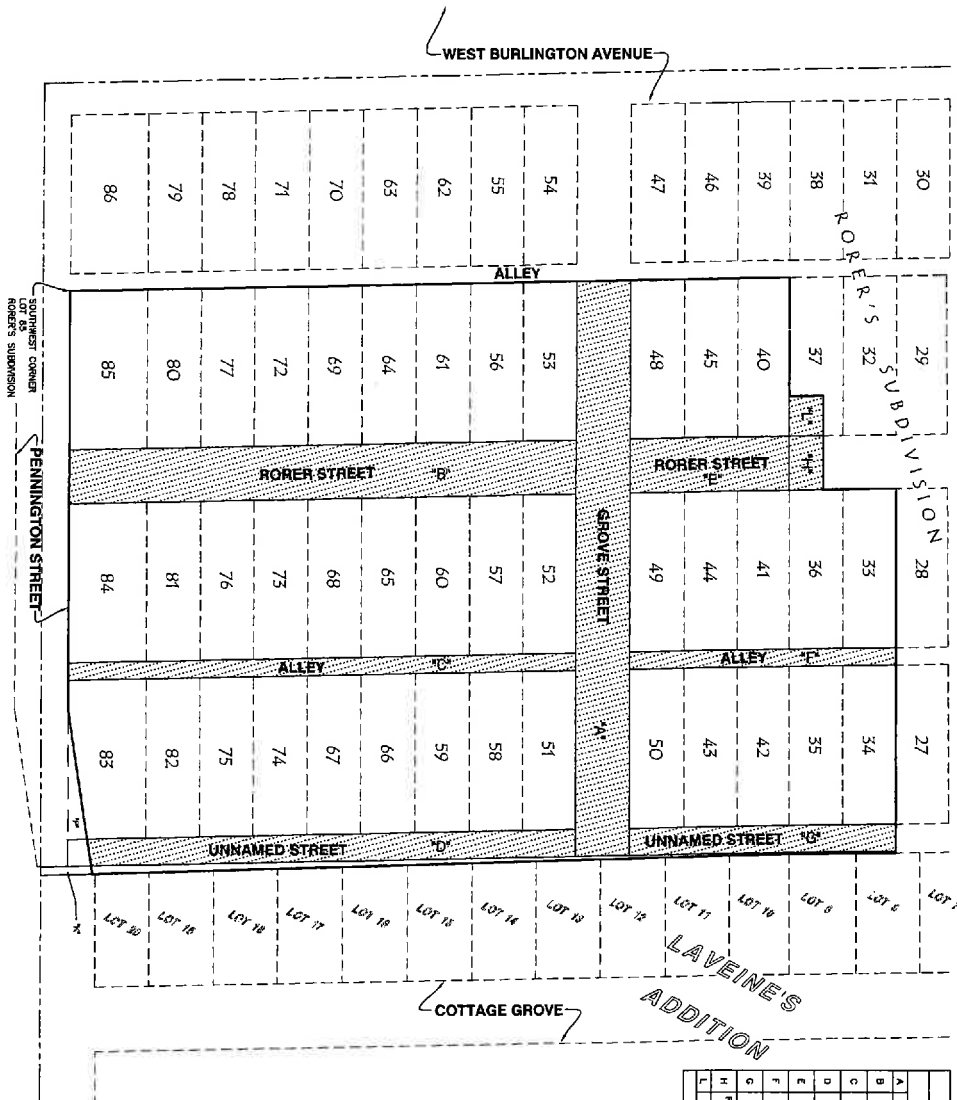 WEST BURLINGTON AVENUE
86 79 78 71 70 63 62 55 54 47 46 39 38 31 30
RORER'S SUBDIVISION
ALLEY
SOUTHWEST CORNER
LOT 85
RORER'S SUBDIVISION
85 80 77 72 69 64 61 56 53 48 45 40 37 32 29
"L"
RORER STREET "B"
RORER STREET
"E"
"H"
PENNINGTON STREET
GROVE STREET "A"
84 81 76 73 68 65 60 57 52 49 44 41 36 33 28
ALLEY "C"
ALLEY "F"
83 82 75 74 67 66 59 58 51 50 43 42 35 34 27
UNNAMED STREET "D"
UNNAMED STREET "G"
LOT 20 LOT 18 LOT 17 LOT 15 LOT 14 LOT 13 LOT 12 LOT 11 LOT 10
LAVEINE'S
ADDITION
COTTAGE GROVE
A
B
C
D
E
F
G
H
L